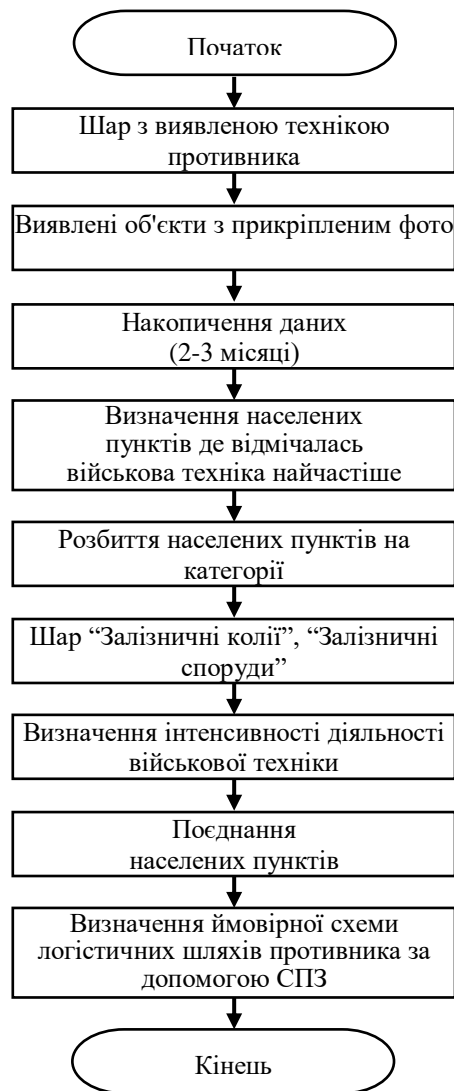 Початок
Шар з виявленою технікою
противника
Виявлені об'єкти з прикріпленим фото
Накопичення даних
(2-3 місяці)
Визначення населених
пунктів де відмічалась
військова техніка найчастіше
Розбиття населених пунктів на
категорії
Шар “Залізничні колії”, “Залізничні
споруди”
Визначення інтенсивності діяльності
військової техніки
Поєднання
населених пунктів
Визначення ймовірної схеми
логістичних шляхів противника за
допомогою СПЗ
Кінець